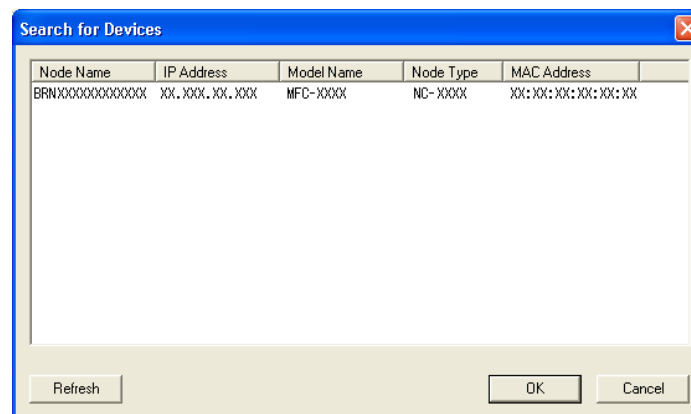 Search for Devices
Node Name IP Address Model Name Node Type MAC Address
BRNXXXXXXXXXXXX XX.XXX.XX.XXX MFC-XXXX NC-XXXX XX:XX:XX:XX:XX:XX
Refresh OK Cancel